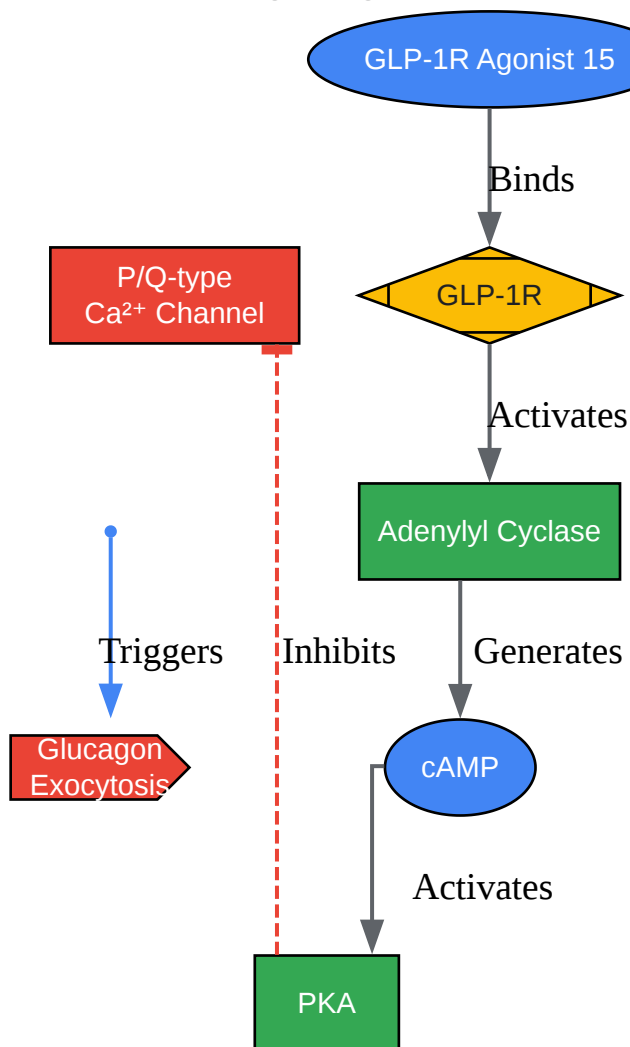 GLP-1R Agonist 15
Binds
P/Q-type
Ca²⁺ Channel
GLP-1R
Activates
Adenylyl Cyclase
Triggers
Inhibits
Generates
Glucagon
Exocytosis
cAMP
Activates
PKA